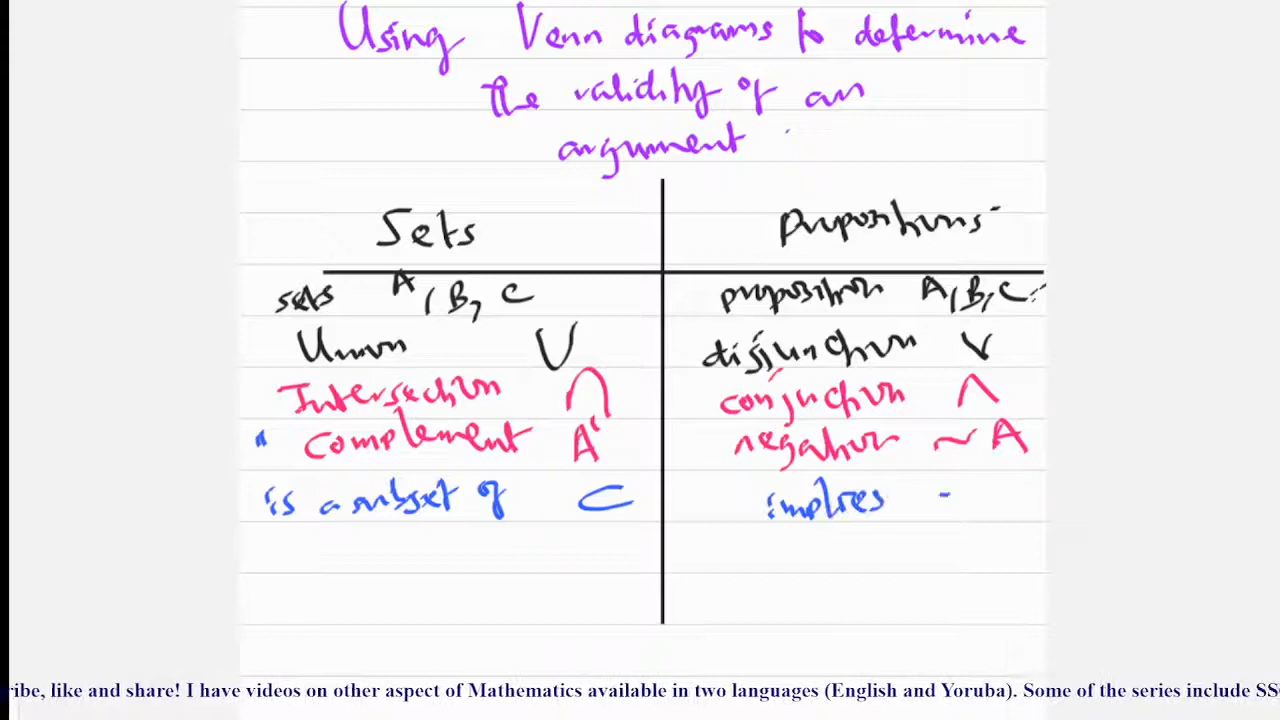 Using Venn diagrams to determine
the validity of an
argument
Sets
Propositions
sets A, B, C
proposition A, B, C
Union ∪
disjunction ∨
Intersection ∩
conjuction ∧
complement A'
negation ~A
is a subset of ⊂
implies -
ribe, like and share! I have videos on other aspect of Mathematics available in two languages (English and Yoruba). Some of the series include SS